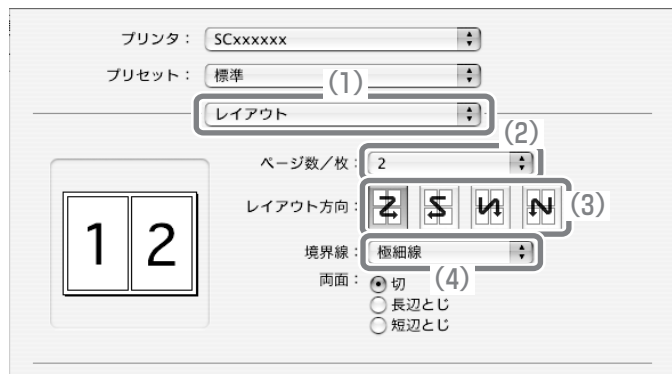 プリンタ： SCxxxxxx
プリセット： 標準
(1)
レイアウト
(2)
ページ数／枚： 2
レイアウト方向：
(3)
境界線： 極細線
(4)
両面： 切
長辺とじ
短辺とじ
1 2